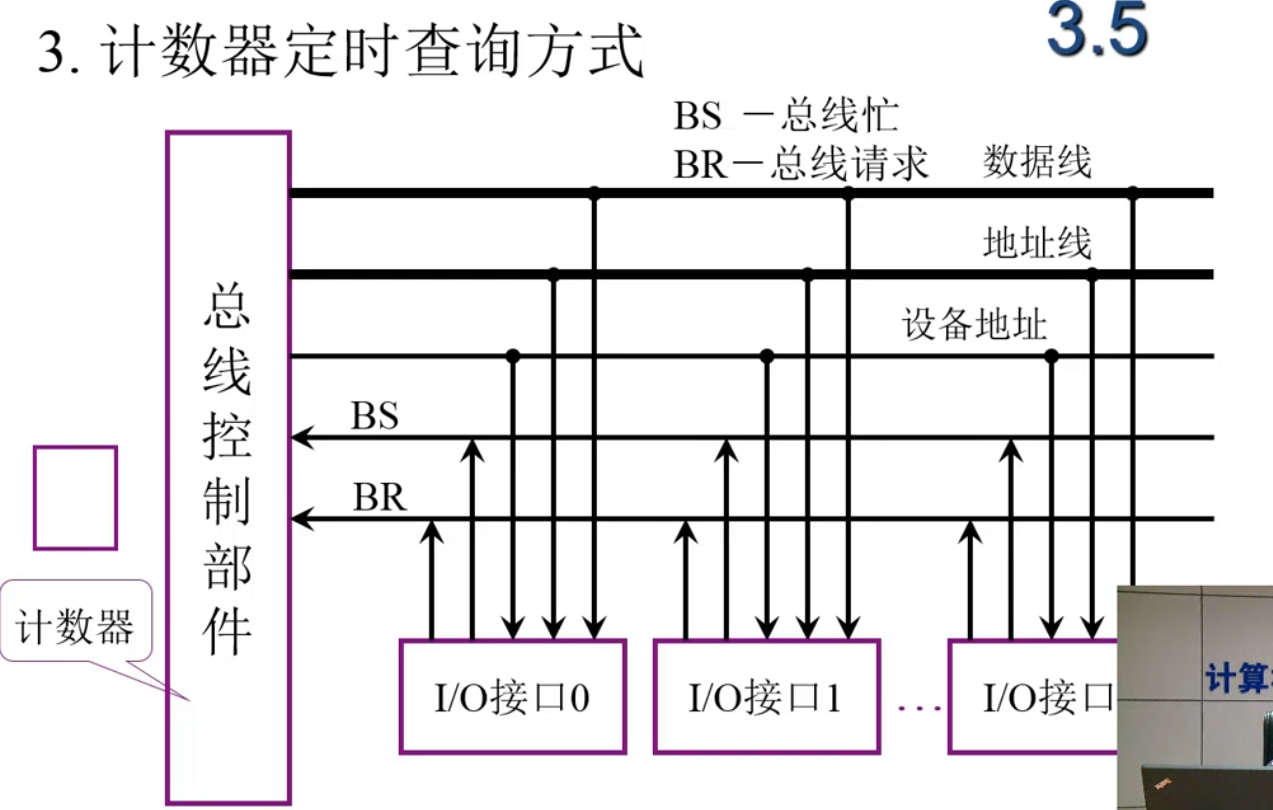 3. 计数器定时查询方式
3.5
BS －总线忙
BR－总线请求
数据线
地址线
设备地址
BS
BR
总线控制部件
计数器
I/O接口0
I/O接口1
…
I/O接口
计算